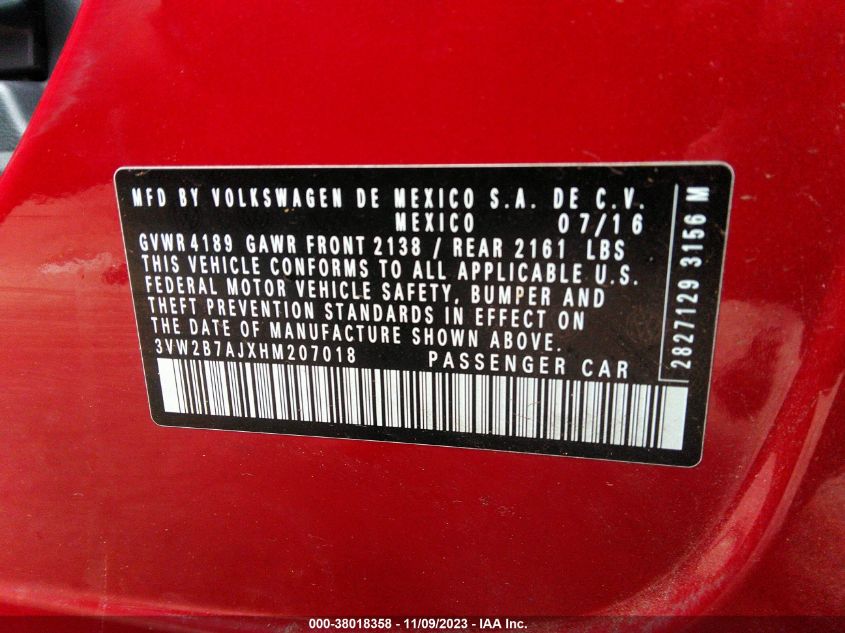 MFD BY VOLKSWAGEN DE MEXICO S.A. DE C.V.
MEXICO 07/16
GVWR 4189 GAWR FRONT 2138 / REAR 2161 LBS
THIS VEHICLE CONFORMS TO ALL APPLICABLE U.S.
FEDERAL MOTOR VEHICLE SAFETY, BUMPER AND
THEFT PREVENTION STANDARDS IN EFFECT ON
THE DATE OF MANUFACTURE SHOWN ABOVE.
3VW2B7AJXHM207018 PASSENGER CAR
2827129 3156 M
000-38018358 - 11/09/2023 - IAA Inc.